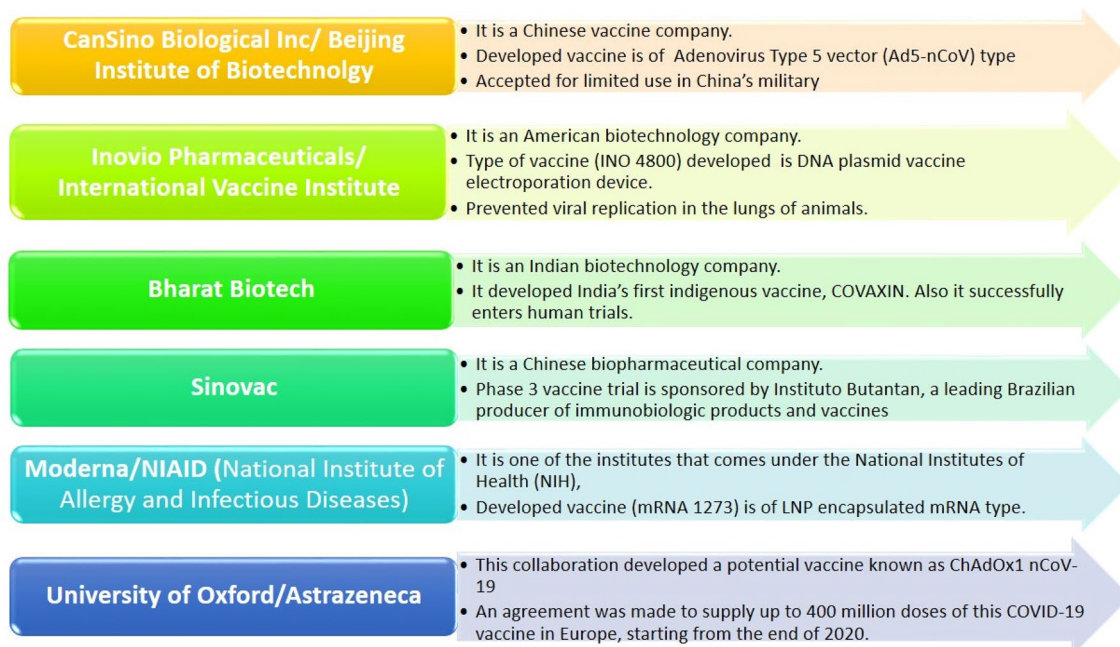 CanSino Biological Inc/ Beijing
Institute of Biotechnolgy
• It is a Chinese vaccine company.
• Developed vaccine is of  Adenovirus Type 5 vector (Ad5-nCoV) type
• Accepted for limited use in China's military
Inovio Pharmaceuticals/
International Vaccine Institute
• It is an American biotechnology company.
• Type of vaccine (INO 4800) developed  is DNA plasmid vaccine
electroporation device.
• Prevented viral replication in the lungs of animals.
Bharat Biotech
• It is an Indian biotechnology company.
• It developed India's first indigenous vaccine, COVAXIN. Also it successfully
enters human trials.
Sinovac
• It is a Chinese biopharmaceutical company.
• Phase 3 vaccine trial is sponsored by Instituto Butantan, a leading Brazilian
producer of immunobiologic products and vaccines
Moderna/NIAID (National Institute of
Allergy and Infectious Diseases)
• It is one of the institutes that comes under the National Institutes of
Health (NIH),
• Developed vaccine (mRNA 1273) is of LNP encapsulated mRNA type.
University of Oxford/Astrazeneca
• This collaboration developed a potential vaccine known as ChAdOx1 nCoV-
19
• An agreement was made to supply up to 400 million doses of this COVID-19
vaccine in Europe, starting from the end of 2020.